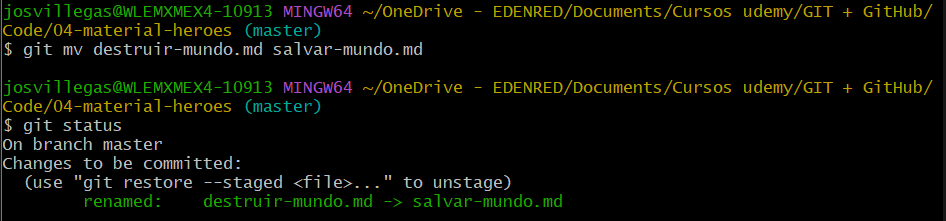 josvillegas@WLEMXMEX4-10913 MINGW64 ~/OneDrive - EDENRED/Documents/Cursos udemy/GIT + GitHub/
Code/04-material-heroes (master)
$ git mv destruir-mundo.md salvar-mundo.md
josvillegas@WLEMXMEX4-10913 MINGW64 ~/OneDrive - EDENRED/Documents/Cursos udemy/GIT + GitHub/
Code/04-material-heroes (master)
$ git status
On branch master
Changes to be committed:
  (use "git restore --staged <file>..." to unstage)
        renamed:    destruir-mundo.md -> salvar-mundo.md